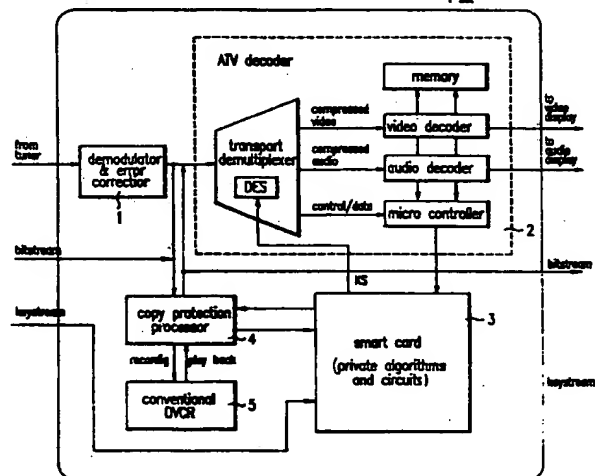 ATV decoder
memory
compressed
video
video decoder
to
video
display
from
tuner
demodulator
& error
correction
1
transport
demultiplexer
DES
compressed
audio
audio decoder
to
audio
display
control/data
micro controller
2
bitstream
bitstream
KS
keystream
copy protection
processor
4
3
smart card
(private algorithms
and circuits)
recording
play back
keystream
conventional
DVCR
5